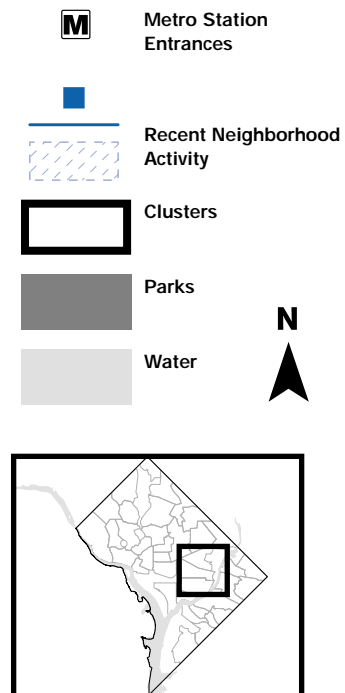 M
Metro Station
Entrances
Recent Neighborhood
Activity
Clusters
Parks
N
Water